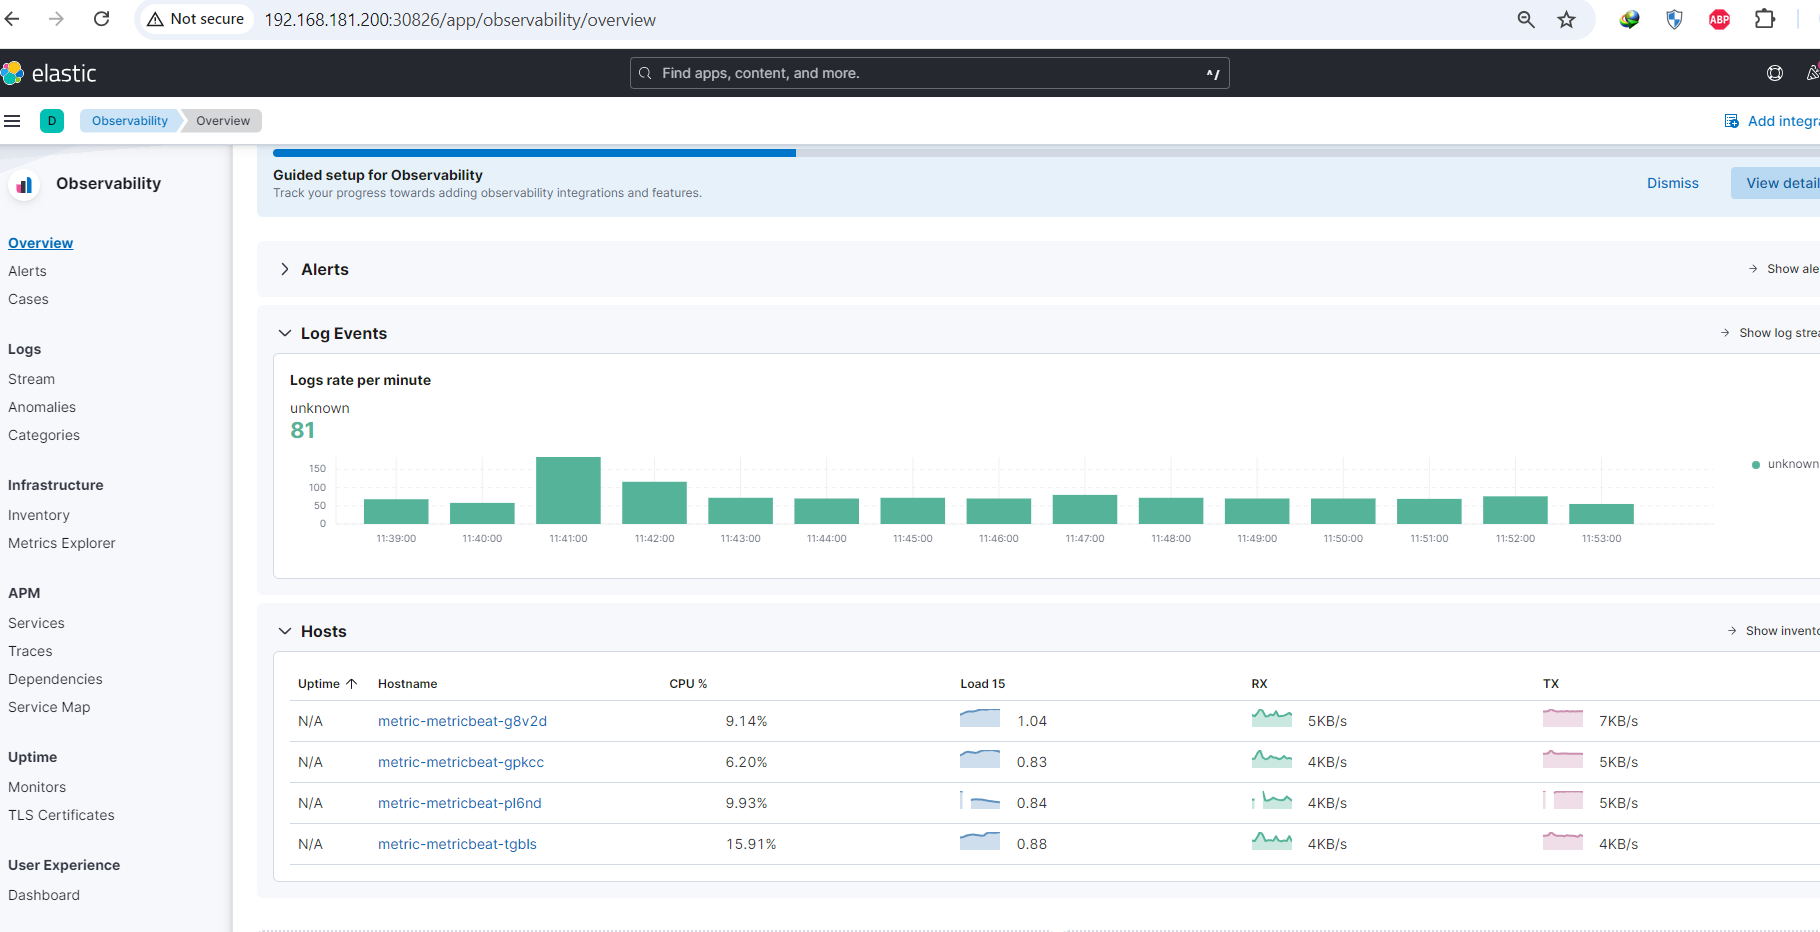 Not secure 192.168.181.200:30826/app/observability/overview ABP
elastic Find apps, content, and more. ^/
D Observability Overview Add integra
Guided setup for Observability
Track your progress towards adding observability integrations and features.
Dismiss View detail
Observability
Overview
Alerts
Cases
Logs
Stream
Anomalies
Categories
Infrastructure
Inventory
Metrics Explorer
APM
Services
Traces
Dependencies
Service Map
Uptime
Monitors
TLS Certificates
User Experience
Dashboard
Alerts Show ale
Log Events Show log strea
Logs rate per minute
unknown
81
150
100
50
0
11:39:00 11:40:00 11:41:00 11:42:00 11:43:00 11:44:00 11:45:00 11:46:00 11:47:00 11:48:00 11:49:00 11:50:00 11:51:00 11:52:00 11:53:00
unknown
Hosts Show invento
Uptime Hostname CPU % Load 15 RX TX
N/A metric-metricbeat-g8v2d 9.14% 1.04 5KB/s 7KB/s
N/A metric-metricbeat-gpkcc 6.20% 0.83 4KB/s 5KB/s
N/A metric-metricbeat-pl6nd 9.93% 0.84 4KB/s 5KB/s
N/A metric-metricbeat-tgbls 15.91% 0.88 4KB/s 4KB/s